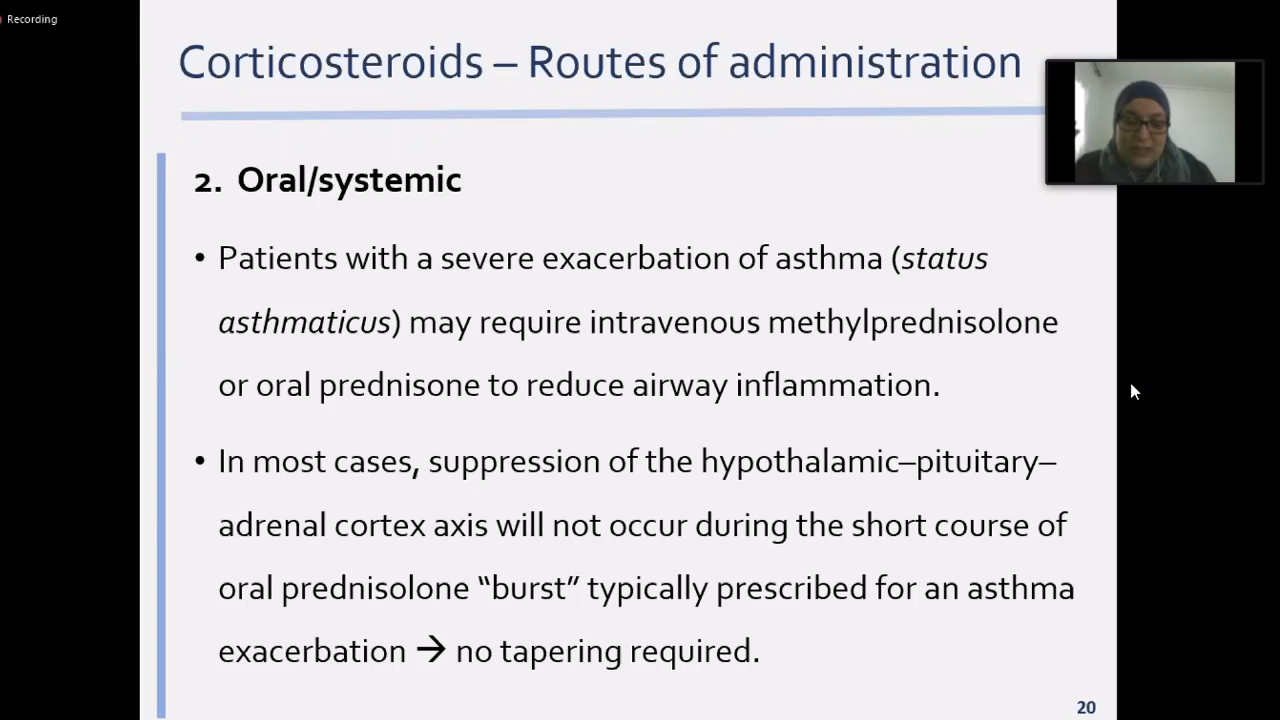 Recording
Corticosteroids – Routes of administration
2. Oral/systemic
• Patients with a severe exacerbation of asthma (status
asthmaticus) may require intravenous methylprednisolone
or oral prednisone to reduce airway inflammation.
• In most cases, suppression of the hypothalamic–pituitary–
adrenal cortex axis will not occur during the short course of
oral prednisolone “burst” typically prescribed for an asthma
exacerbation → no tapering required.
20